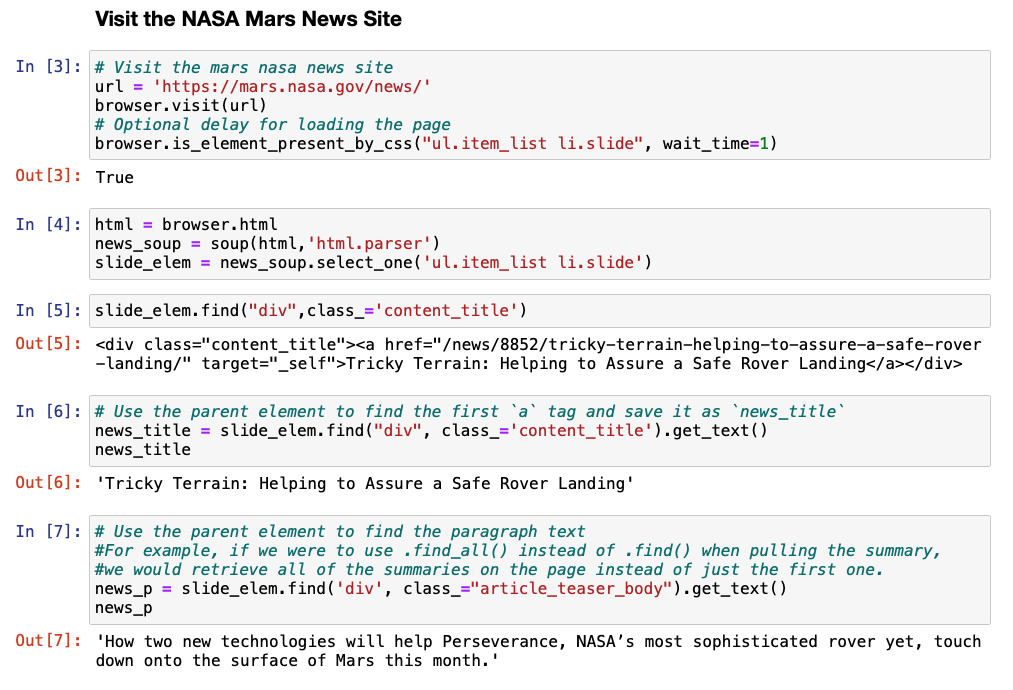 Visit the NASA Mars News Site
In [3]: # Visit the mars nasa news site
url = 'https://mars.nasa.gov/news/'
browser.visit(url)
# Optional delay for loading the page
browser.is_element_present_by_css("ul.item_list li.slide", wait_time=1)
Out[3]: True
In [4]: html = browser.html
news_soup = soup(html,'html.parser')
slide_elem = news_soup.select_one('ul.item_list li.slide')
In [5]: slide_elem.find("div",class_='content_title')
Out[5]: <div class="content_title"><a href="/news/8852/tricky-terrain-helping-to-assure-a-safe-rover
-landing/" target="_self">Tricky Terrain: Helping to Assure a Safe Rover Landing</a></div>
In [6]: # Use the parent element to find the first `a` tag and save it as `news_title`
news_title = slide_elem.find("div", class_='content_title').get_text()
news_title
Out[6]: 'Tricky Terrain: Helping to Assure a Safe Rover Landing'
In [7]: # Use the parent element to find the paragraph text
#For example, if we were to use .find_all() instead of .find() when pulling the summary,
#we would retrieve all of the summaries on the page instead of just the first one.
news_p = slide_elem.find('div', class_="article_teaser_body").get_text()
news_p
Out[7]: 'How two new technologies will help Perseverance, NASA’s most sophisticated rover yet, touch
down onto the surface of Mars this month.'